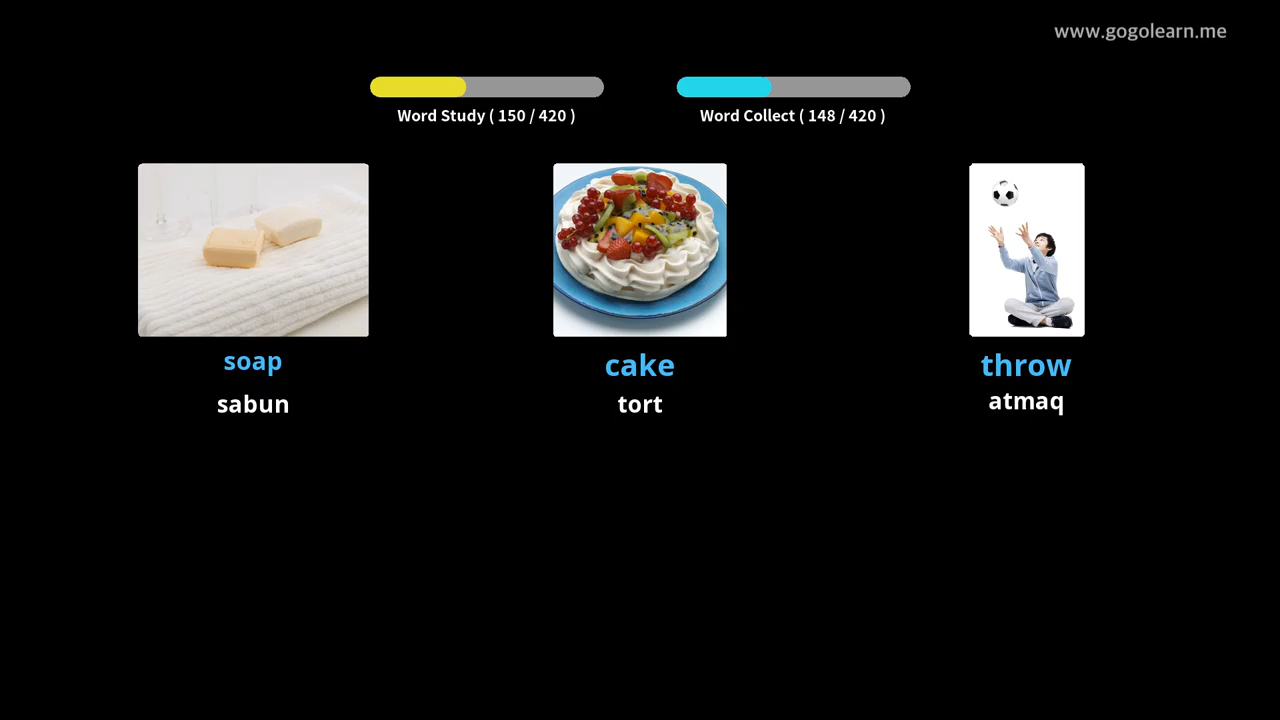 www.gogolearn.me
Word Study ( 150 / 420 )
Word Collect ( 148 / 420 )
soap
cake
throw
sabun
tort
atmaq